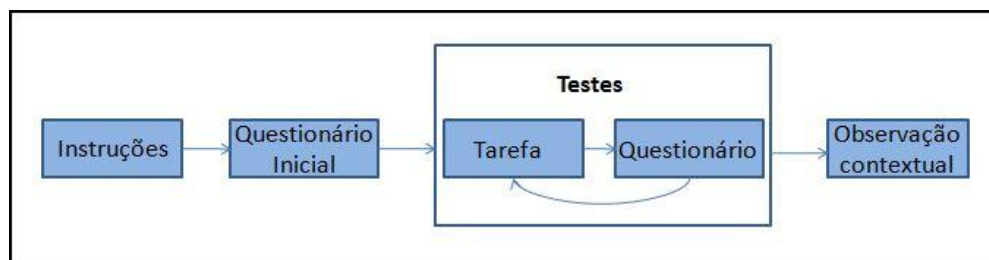 Testes
Instruções
Questionário
Inicial
Tarefa
Questionário
Observação
contextual